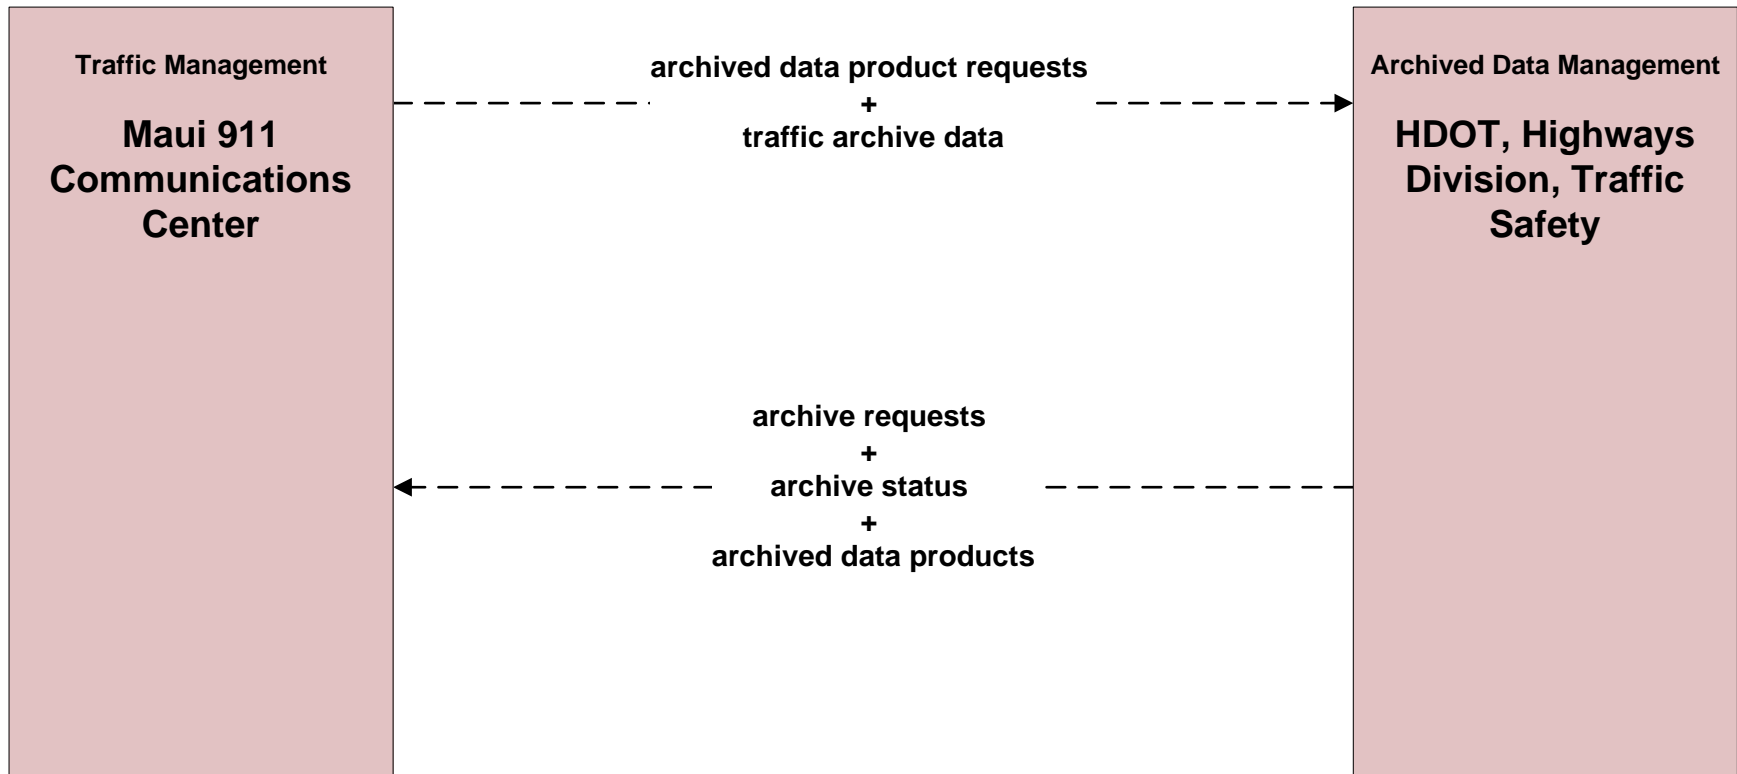 Traffic Management
Maui 911
Communications
Center
archived data product requests
+
traffic archive data
archive requests
+
archive status
+
archived data products
Archived Data Management
HDOT, Highways
Division, Traffic
Safety